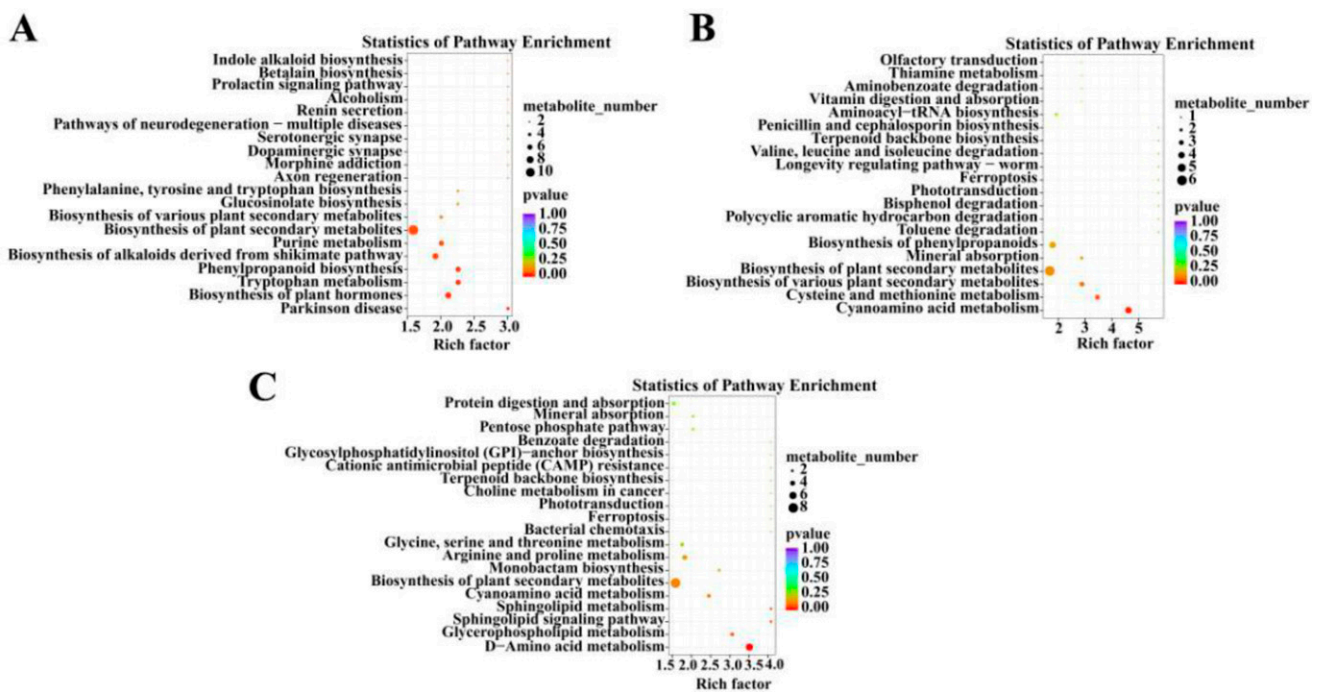 A
Statistics of Pathway Enrichment
Indole alkaloid biosynthesis
Betalain biosynthesis
Prolactin signaling pathway
Alcoholism
Renin secretion
Pathways of neurodegeneration − multiple diseases
Serotonergic synapse
Dopaminergic synapse
Morphine addiction
Axon regeneration
Phenylalanine, tyrosine and tryptophan biosynthesis
Glucosinolate biosynthesis
Biosynthesis of various plant secondary metabolites
Biosynthesis of plant secondary metabolites
Purine metabolism
Biosynthesis of alkaloids derived from shikimate pathway
Phenylpropanoid biosynthesis
Tryptophan metabolism
Biosynthesis of plant hormones
Parkinson disease
1.5 2.0 2.5 3.0
Rich factor
metabolite_number
2
4
6
8
10
pvalue
1.00
0.75
0.50
0.25
0.00
B
Statistics of Pathway Enrichment
Olfactory transduction
Thiamine metabolism
Aminobenzoate degradation
Vitamin digestion and absorption
Aminoacyl−tRNA biosynthesis
Penicillin and cephalosporin biosynthesis
Terpenoid backbone biosynthesis
Valine, leucine and isoleucine degradation
Longevity regulating pathway − worm
Ferroptosis
Phototransduction
Bisphenol degradation
Polycyclic aromatic hydrocarbon degradation
Toluene degradation
Biosynthesis of phenylpropanoids
Mineral absorption
Biosynthesis of plant secondary metabolites
Biosynthesis of various plant secondary metabolites
Cysteine and methionine metabolism
Cyanoamino acid metabolism
2 3 4 5
Rich factor
metabolite_number
1
2
3
4
5
6
pvalue
1.00
0.75
0.50
0.25
0.00
C
Statistics of Pathway Enrichment
Protein digestion and absorption
Mineral absorption
Pentose phosphate pathway
Benzoate degradation
Glycosylphosphatidylinositol (GPI)−anchor biosynthesis
Cationic antimicrobial peptide (CAMP) resistance
Terpenoid backbone biosynthesis
Choline metabolism in cancer
Phototransduction
Ferroptosis
Bacterial chemotaxis
Glycine, serine and threonine metabolism
Arginine and proline metabolism
Monobactam biosynthesis
Biosynthesis of plant secondary metabolites
Cyanoamino acid metabolism
Sphingolipid metabolism
Sphingolipid signaling pathway
Glycerophospholipid metabolism
D−Amino acid metabolism
1.5 2.0 2.5 3.0 3.5 4.0
Rich factor
metabolite_number
2
4
6
8
pvalue
1.00
0.75
0.50
0.25
0.00